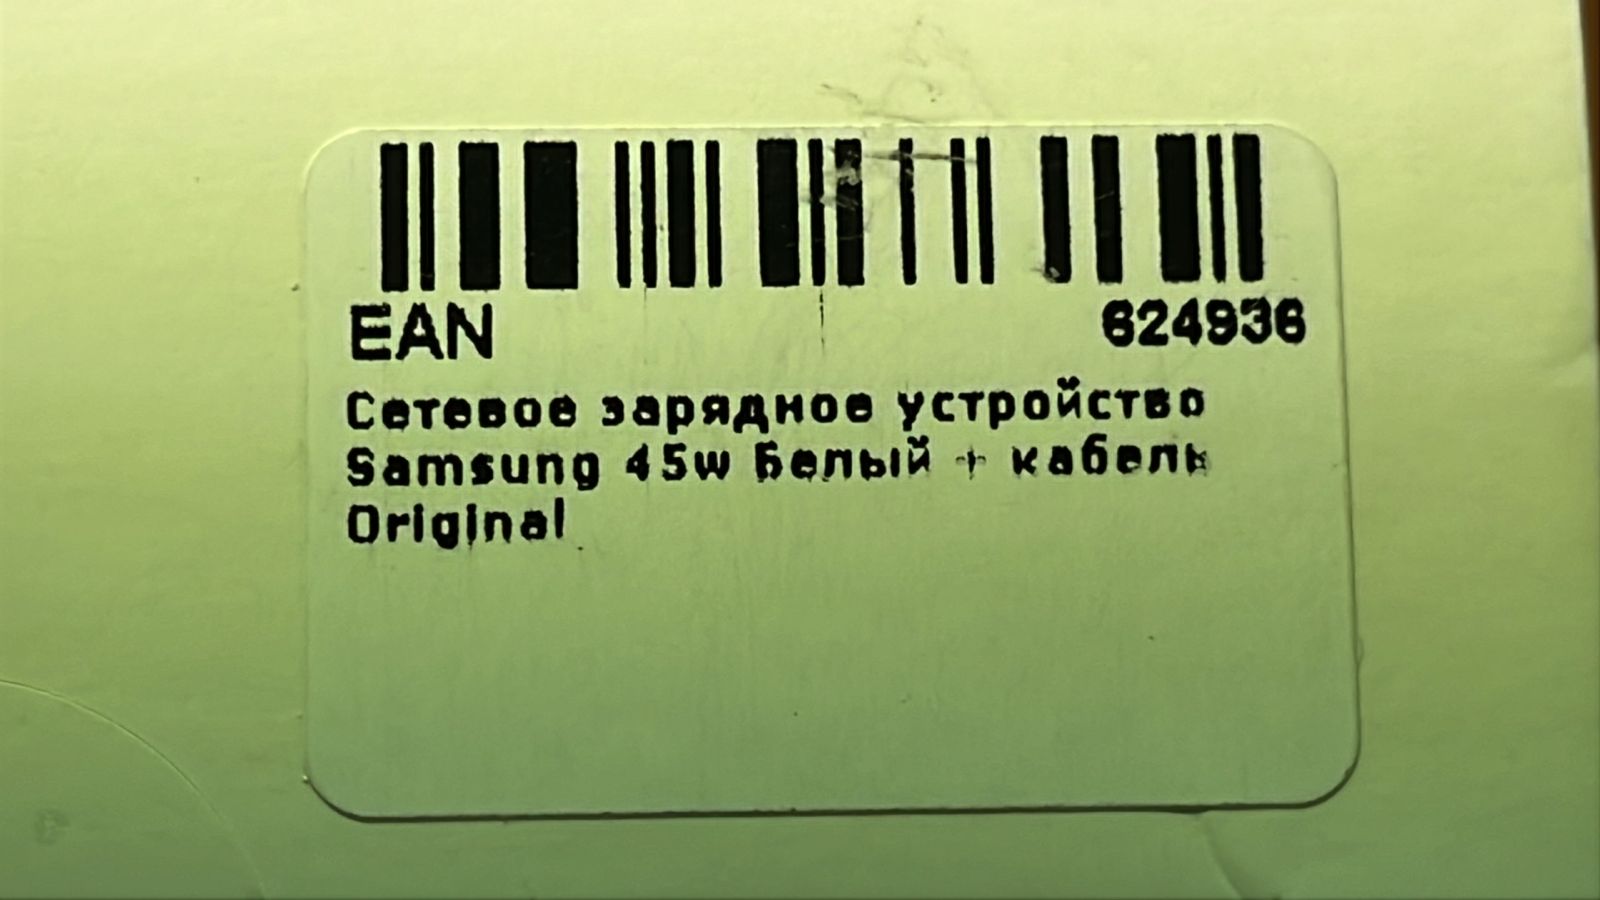 EAN 624936
Сетевое зарядное устройство
Samsung 45w Белый + кабель
Original